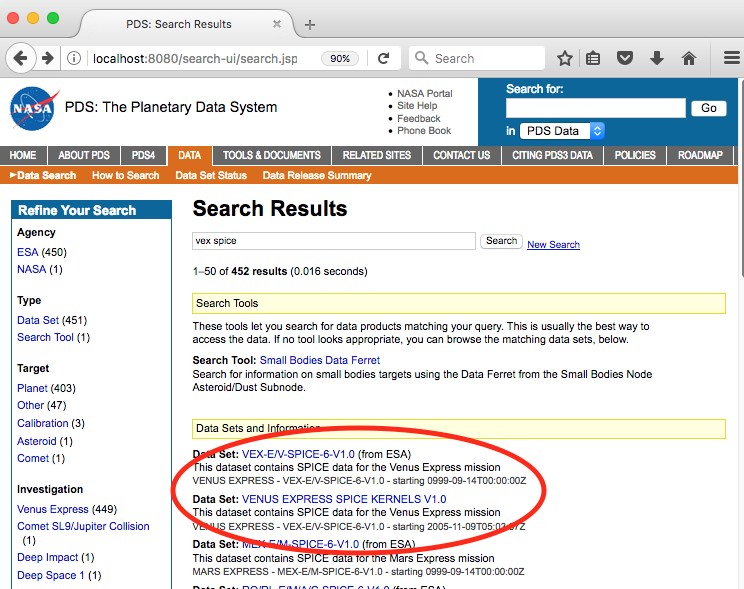 PDS: Search Results
localhost:8080/search-ui/search.jsp
90%
Search
NASA
PDS: The Planetary Data System
NASA Portal
Site Help
Feedback
Phone Book
Search for:
Go
in PDS Data
HOME ABOUT PDS PDS4 DATA TOOLS & DOCUMENTS RELATED SITES CONTACT US CITING PDS3 DATA POLICIES ROADMAP
Data Search How to Search Data Set Status Data Release Summary
Refine Your Search
Agency
ESA (450)
NASA (1)
Type
Data Set (451)
Search Tool (1)
Target
Planet (403)
Other (47)
Calibration (3)
Asteroid (1)
Comet (1)
Investigation
Venus Express (449)
Comet SL9/Jupiter Collision
(1)
Deep Impact (1)
Deep Space 1 (1)
Search Results
vex spice
Search New Search
1–50 of 452 results (0.016 seconds)
Search Tools
These tools let you search for data products matching your query. This is usually the best way to
access the data. If no tool looks appropriate, you can browse the matching data sets, below.
Search Tool: Small Bodies Data Ferret
Search for information on small bodies targets using the Data Ferret from the Small Bodies Node
Asteroid/Dust Subnode.
Data Sets and Information
Data Set: VEX-E/V-SPICE-6-V1.0 (from ESA)
This dataset contains SPICE data for the Venus Express mission
VENUS EXPRESS - VEX-E/V-SPICE-6-V1.0 - starting 0999-09-14T00:00:00Z
Data Set: VENUS EXPRESS SPICE KERNELS V1.0
This dataset contains SPICE data for the Venus Express mission
VENUS EXPRESS - VEX-E/V-SPICE-6-V1.0 - starting
Data Set: MEX-E/M-SPICE-6-V1.0 (from ESA)
This dataset contains SPICE data for the Mars Express mission
MARS EXPRESS - MEX-E/M-SPICE-6-V1.0 - starting 0999-09-14T00:00:00Z